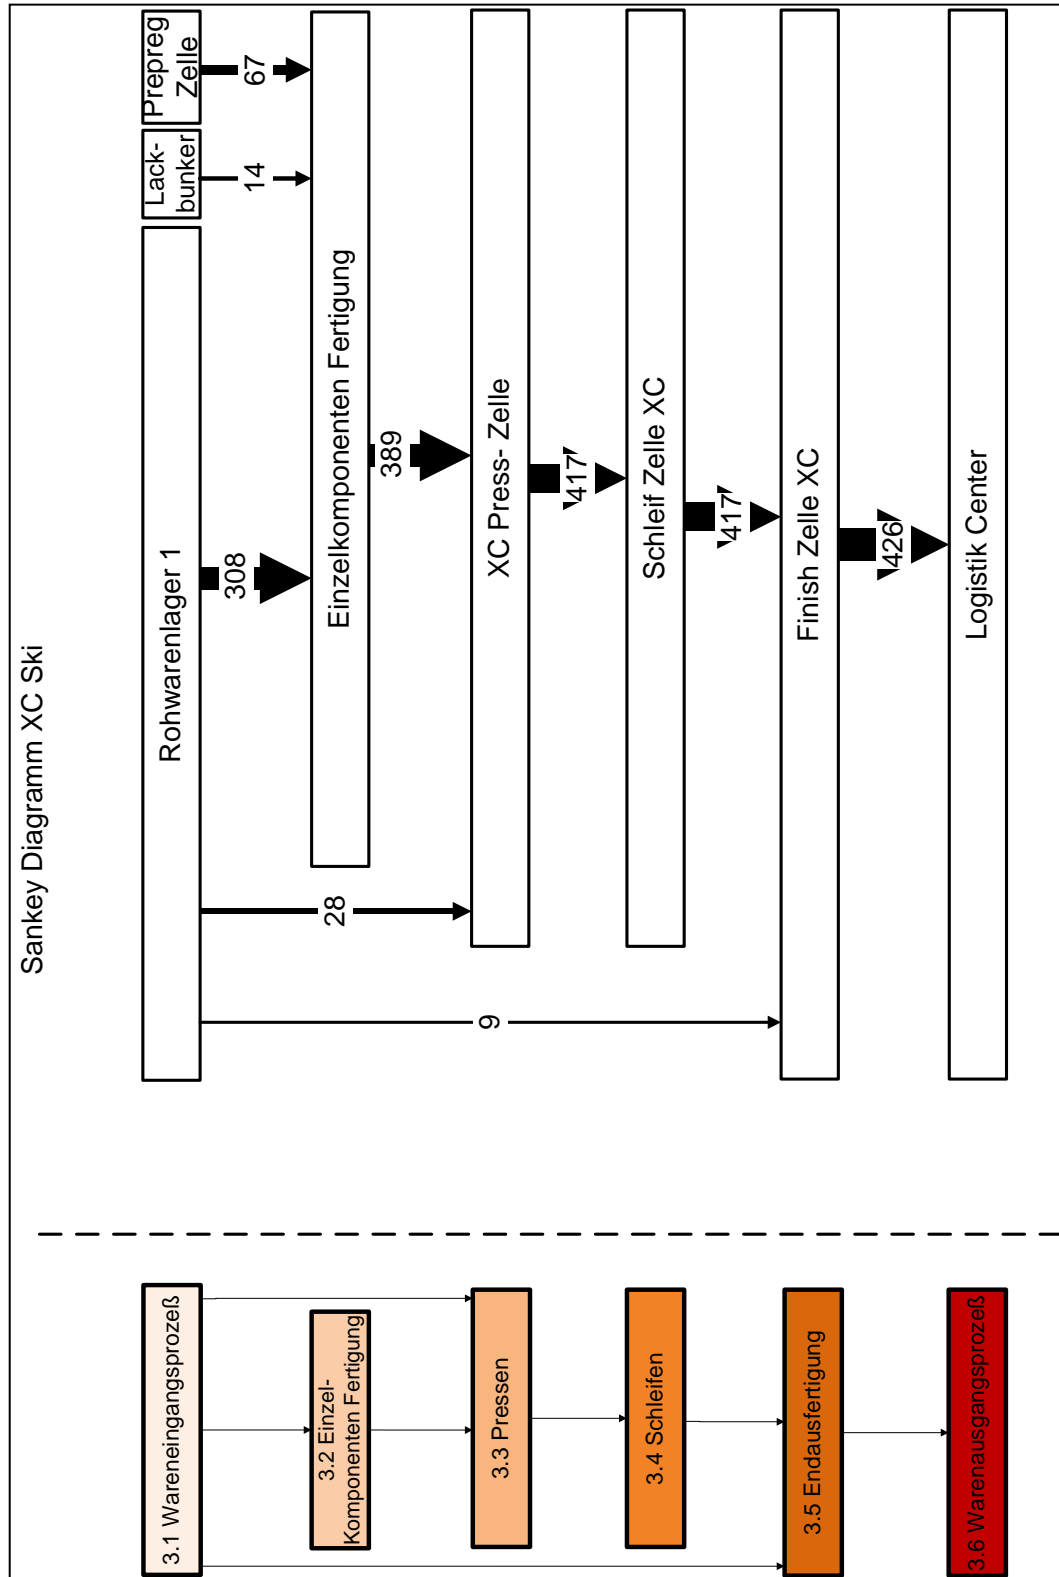 Sankey Diagramm XC Ski
3.1 Wareneingangsprozeß
Rohwarenlager 1
Lack-
bunker
Prepreg
Zelle
9
28
308
14
67
3.2 Einzel-
Komponenten Fertigung
Einzelkomponenten Fertigung
389
3.3 Pressen
XC Press- Zelle
417
3.4 Schleifen
Schleif Zelle XC
417
3.5 Endausfertigung
Finish Zelle XC
426
3.6 Warenausgangsprozeß
Logistik Center